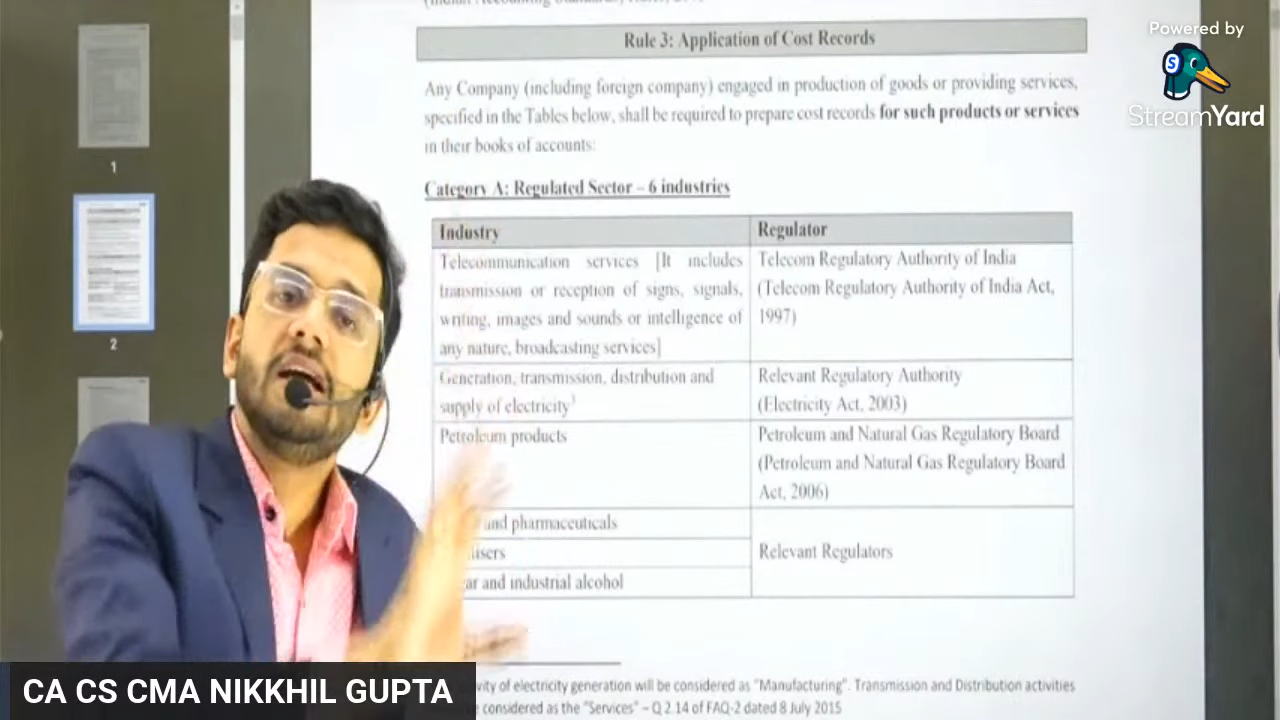 Powered by
StreamYard
Rule 3: Application of Cost Records
Any Company (including foreign company) engaged in production of goods or providing services,
specified in the Tables below, shall be required to prepare cost records for such products or services
in their books of accounts:
Category A: Regulated Sector – 6 industries
Industry
Regulator
Telecommunication services [It includes
transmission or reception of signs, signals,
writing, images and sounds or intelligence of
any nature, broadcasting services]
Telecom Regulatory Authority of India
(Telecom Regulatory Authority of India Act,
1997)
Generation, transmission, distribution and
supply of electricity
Relevant Regulatory Authority
(Electricity Act, 2003)
Petroleum products
Petroleum and Natural Gas Regulatory Board
(Petroleum and Natural Gas Regulatory Board
Act, 2006)
and pharmaceuticals
and industrial alcohol
Relevant Regulators
of electricity generation will be considered as "Manufacturing". Transmission and Distribution activities
considered as the "Services" – Q 2.14 of FAQ-2 dated 8 July 2015
1
2
CA CS CMA NIKKHIL GUPTA